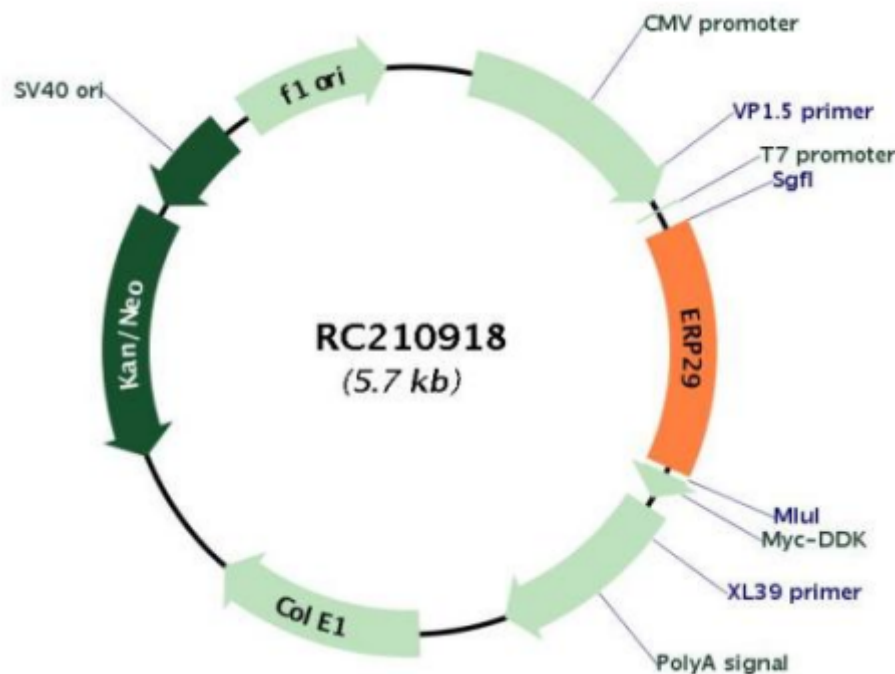 CMV promoter
SV40 ori
f1 ori
VP1.5 primer
T7 promoter
SgfI
Kan/Neo
RC210918
(5.7 kb)
ERP29
MluI
Myc-DDK
XL39 primer
Col E1
PolyA signal